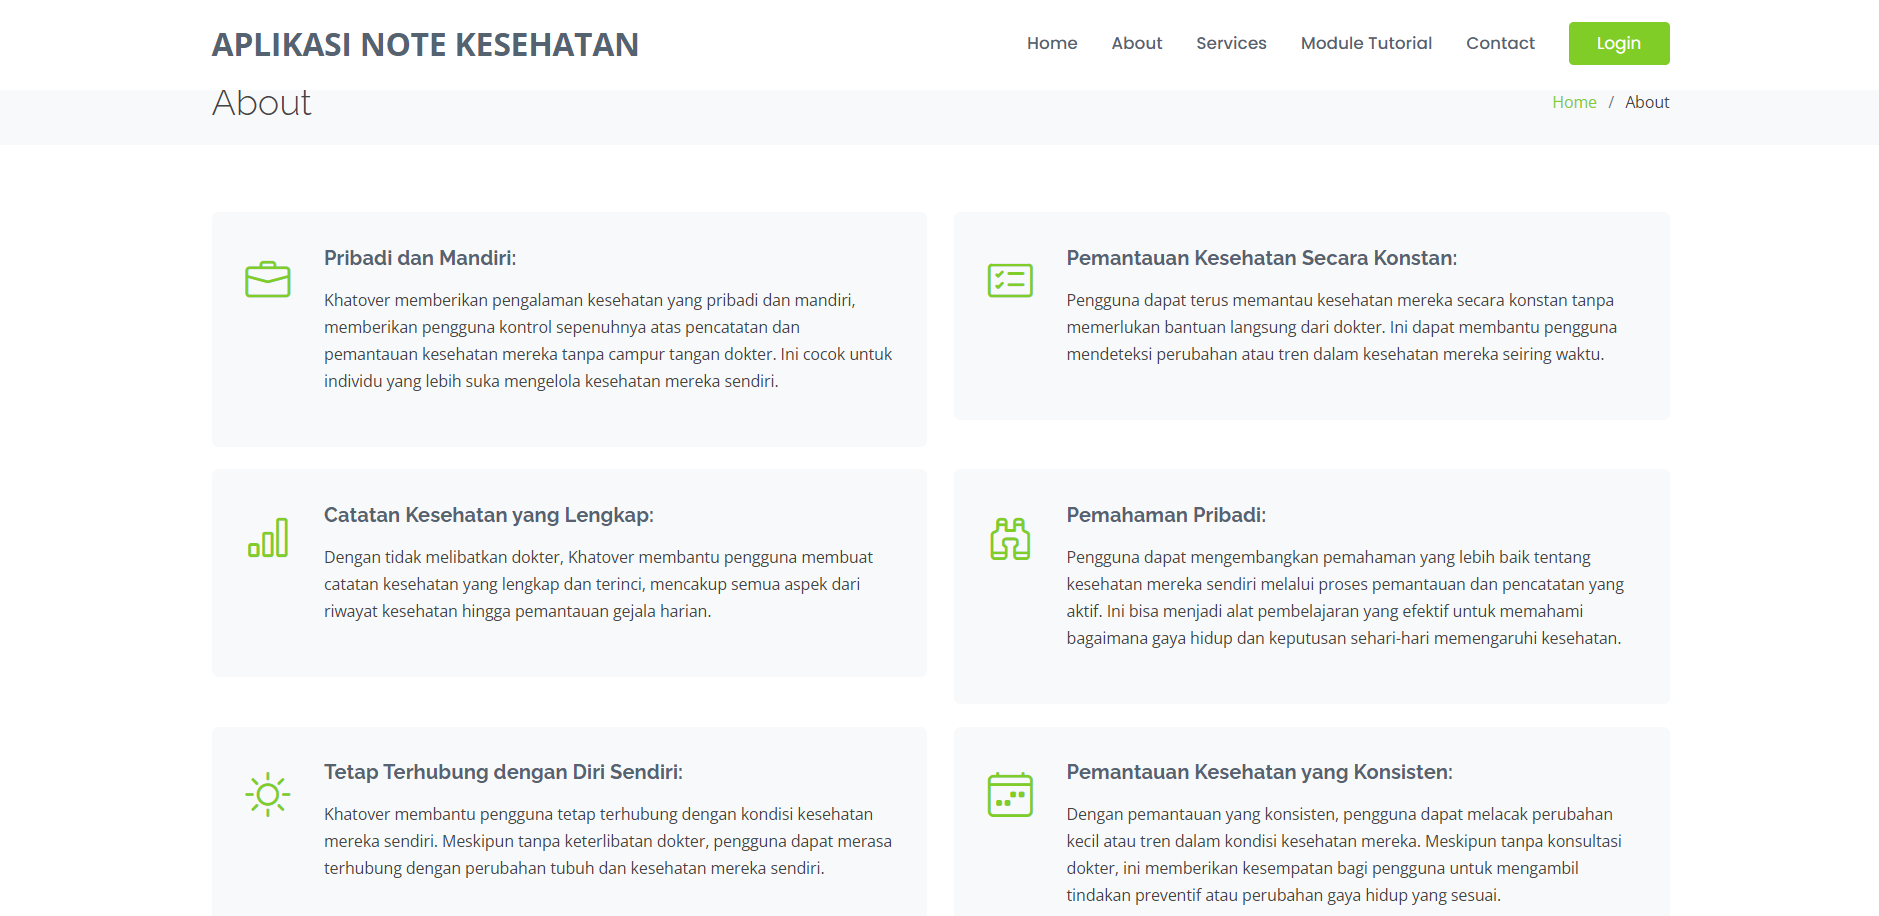 APLIKASI NOTE KESEHATAN
Home About Services Module Tutorial Contact Login
About
Home / About
Pribadi dan Mandiri:
Khatover memberikan pengalaman kesehatan yang pribadi dan mandiri,
memberikan pengguna kontrol sepenuhnya atas pencatatan dan
pemantauan kesehatan mereka tanpa campur tangan dokter. Ini cocok untuk
individu yang lebih suka mengelola kesehatan mereka sendiri.
Pemantauan Kesehatan Secara Konstan:
Pengguna dapat terus memantau kesehatan mereka secara konstan tanpa
memerlukan bantuan langsung dari dokter. Ini dapat membantu pengguna
mendeteksi perubahan atau tren dalam kesehatan mereka seiring waktu.
Catatan Kesehatan yang Lengkap:
Dengan tidak melibatkan dokter, Khatover membantu pengguna membuat
catatan kesehatan yang lengkap dan terinci, mencakup semua aspek dari
riwayat kesehatan hingga pemantauan gejala harian.
Pemahaman Pribadi:
Pengguna dapat mengembangkan pemahaman yang lebih baik tentang
kesehatan mereka sendiri melalui proses pemantauan dan pencatatan yang
aktif. Ini bisa menjadi alat pembelajaran yang efektif untuk memahami
bagaimana gaya hidup dan keputusan sehari-hari memengaruhi kesehatan.
Tetap Terhubung dengan Diri Sendiri:
Khatover membantu pengguna tetap terhubung dengan kondisi kesehatan
mereka sendiri. Meskipun tanpa keterlibatan dokter, pengguna dapat merasa
terhubung dengan perubahan tubuh dan kesehatan mereka sendiri.
Pemantauan Kesehatan yang Konsisten:
Dengan pemantauan yang konsisten, pengguna dapat melacak perubahan
kecil atau tren dalam kondisi kesehatan mereka. Meskipun tanpa konsultasi
dokter, ini memberikan kesempatan bagi pengguna untuk mengambil
tindakan preventif atau perubahan gaya hidup yang sesuai.